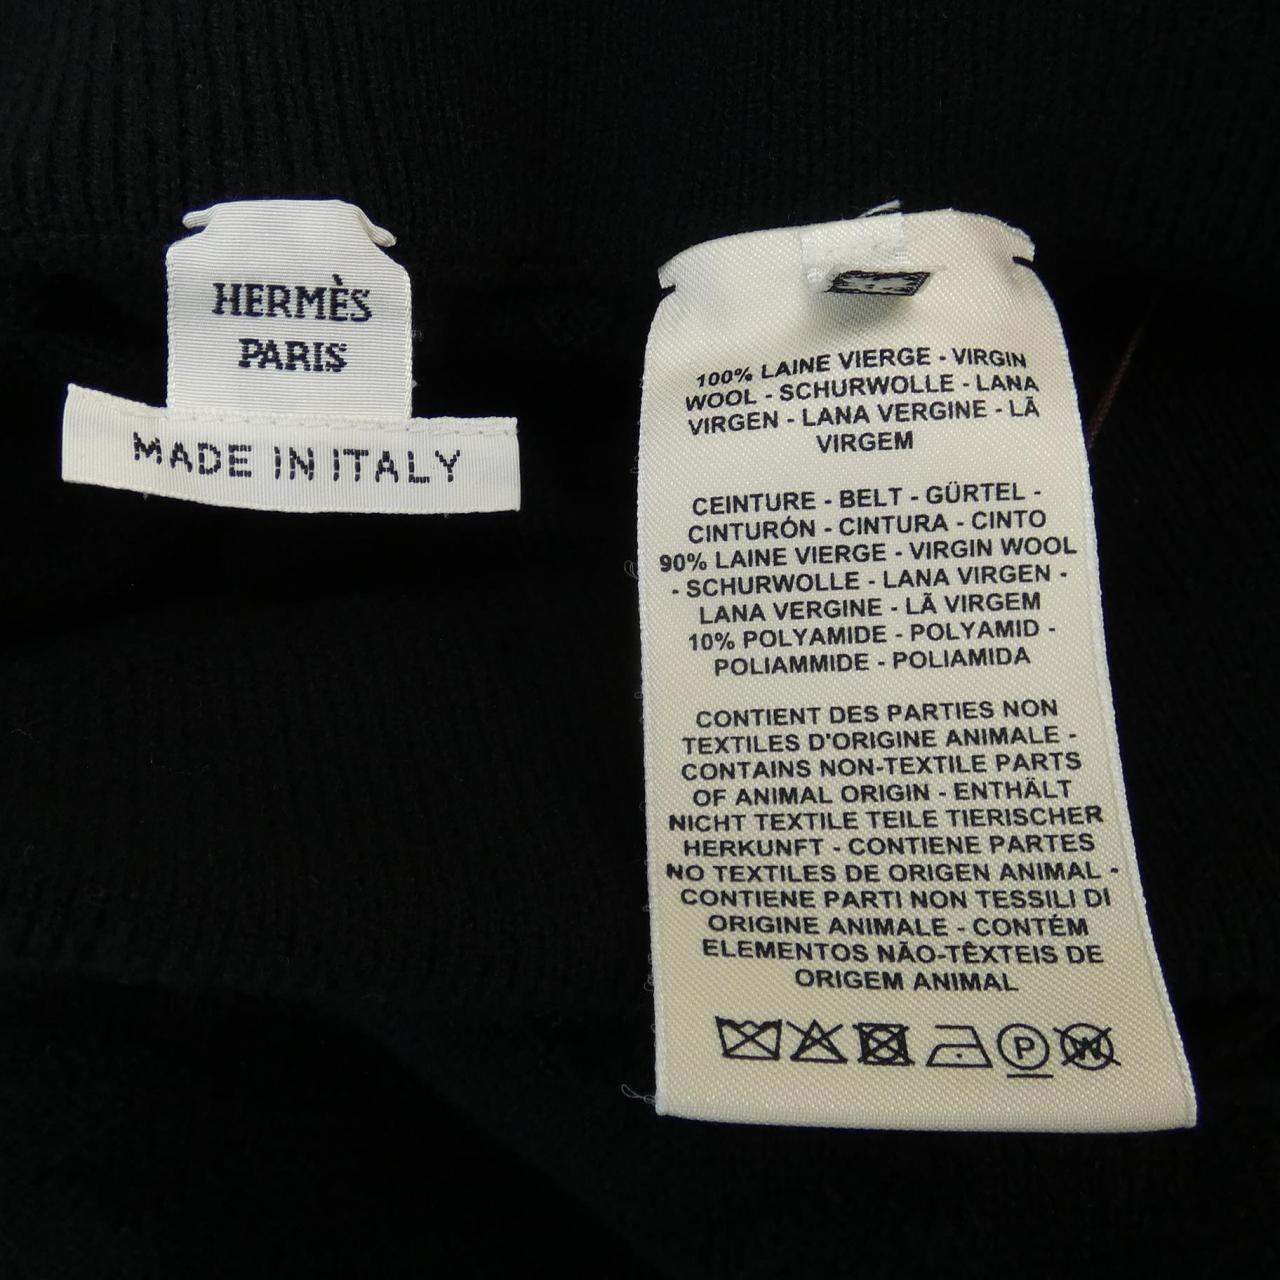 HERMÈS
PARIS
MADE IN ITALY
100% LAINE VIERGE - VIRGIN
WOOL - SCHURWOLLE - LANA
VIRGEN - LANA VERGINE - LÃ
VIRGEM
CEINTURE - BELT - GÜRTEL -
CINTURÓN - CINTURA - CINTO
90% LAINE VIERGE - VIRGIN WOOL
- SCHURWOLLE - LANA VIRGEN -
LANA VERGINE - LÃ VIRGEM
10% POLYAMIDE - POLYAMID -
POLIAMMIDE - POLIAMIDA
CONTIENT DES PARTIES NON
TEXTILES D'ORIGINE ANIMALE -
CONTAINS NON-TEXTILE PARTS
OF ANIMAL ORIGIN - ENTHÄLT
NICHT TEXTILE TEILE TIERISCHER
HERKUNFT - CONTIENE PARTES
NO TEXTILES DE ORIGEN ANIMAL -
CONTIENE PARTI NON TESSILI DI
ORIGINE ANIMALE - CONTÉM
ELEMENTOS NÃO-TÊXTEIS DE
ORIGEM ANIMAL
P W